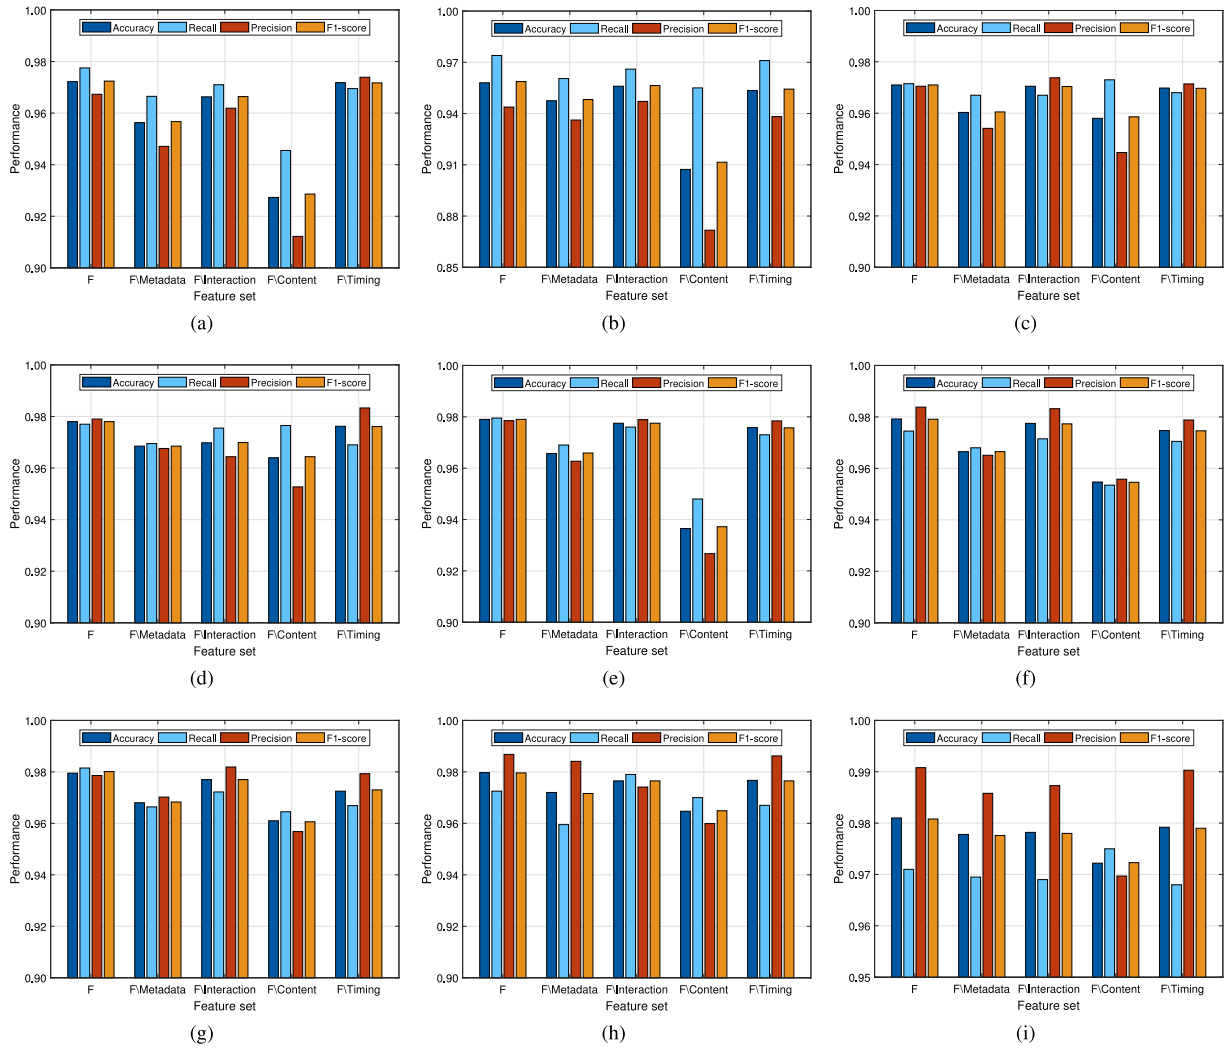 1.00
0.98
0.96
0.94
0.92
0.90
Performance
Accuracy Recall Precision F1-score
F F\Metadata F\Interaction F\Content F\Timing
Feature set
(a)
1.00
0.97
0.94
0.91
0.88
0.85
Performance
Accuracy Recall Precision F1-score
F F\Metadata F\Interaction F\Content F\Timing
Feature set
(b)
1.00
0.98
0.96
0.94
0.92
0.90
Performance
Accuracy Recall Precision F1-score
F F\Metadata F\Interaction F\Content F\Timing
Feature set
(c)
1.00
0.98
0.96
0.94
0.92
0.90
Performance
Accuracy Recall Precision F1-score
F F\Metadata F\Interaction F\Content F\Timing
Feature set
(d)
1.00
0.98
0.96
0.94
0.92
0.90
Performance
Accuracy Recall Precision F1-score
F F\Metadata F\Interaction F\Content F\Timing
Feature set
(e)
1.00
0.98
0.96
0.94
0.92
0.90
Performance
Accuracy Recall Precision F1-score
F F\Metadata F\Interaction F\Content F\Timing
Feature set
(f)
1.00
0.98
0.96
0.94
0.92
0.90
Performance
Accuracy Recall Precision F1-score
F F\Metadata F\Interaction F\Content F\Timing
Feature set
(g)
1.00
0.98
0.96
0.94
0.92
0.90
Performance
Accuracy Recall Precision F1-score
F F\Metadata F\Interaction F\Content F\Timing
Feature set
(h)
1.00
0.99
0.98
0.97
0.96
0.95
Performance
Accuracy Recall Precision F1-score
F F\Metadata F\Interaction F\Content F\Timing
Feature set
(i)